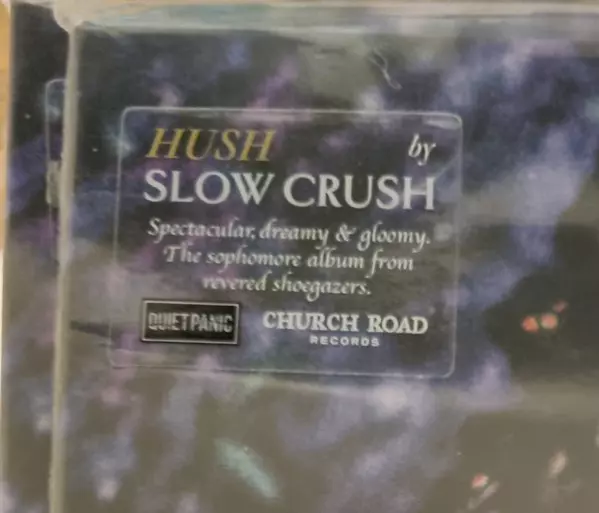 HUSH by
SLOW CRUSH
Spectacular, dreamy & gloomy.
The sophomore album from
revered shoegazers.
QUIET PANIC CHURCH ROAD
RECORDS